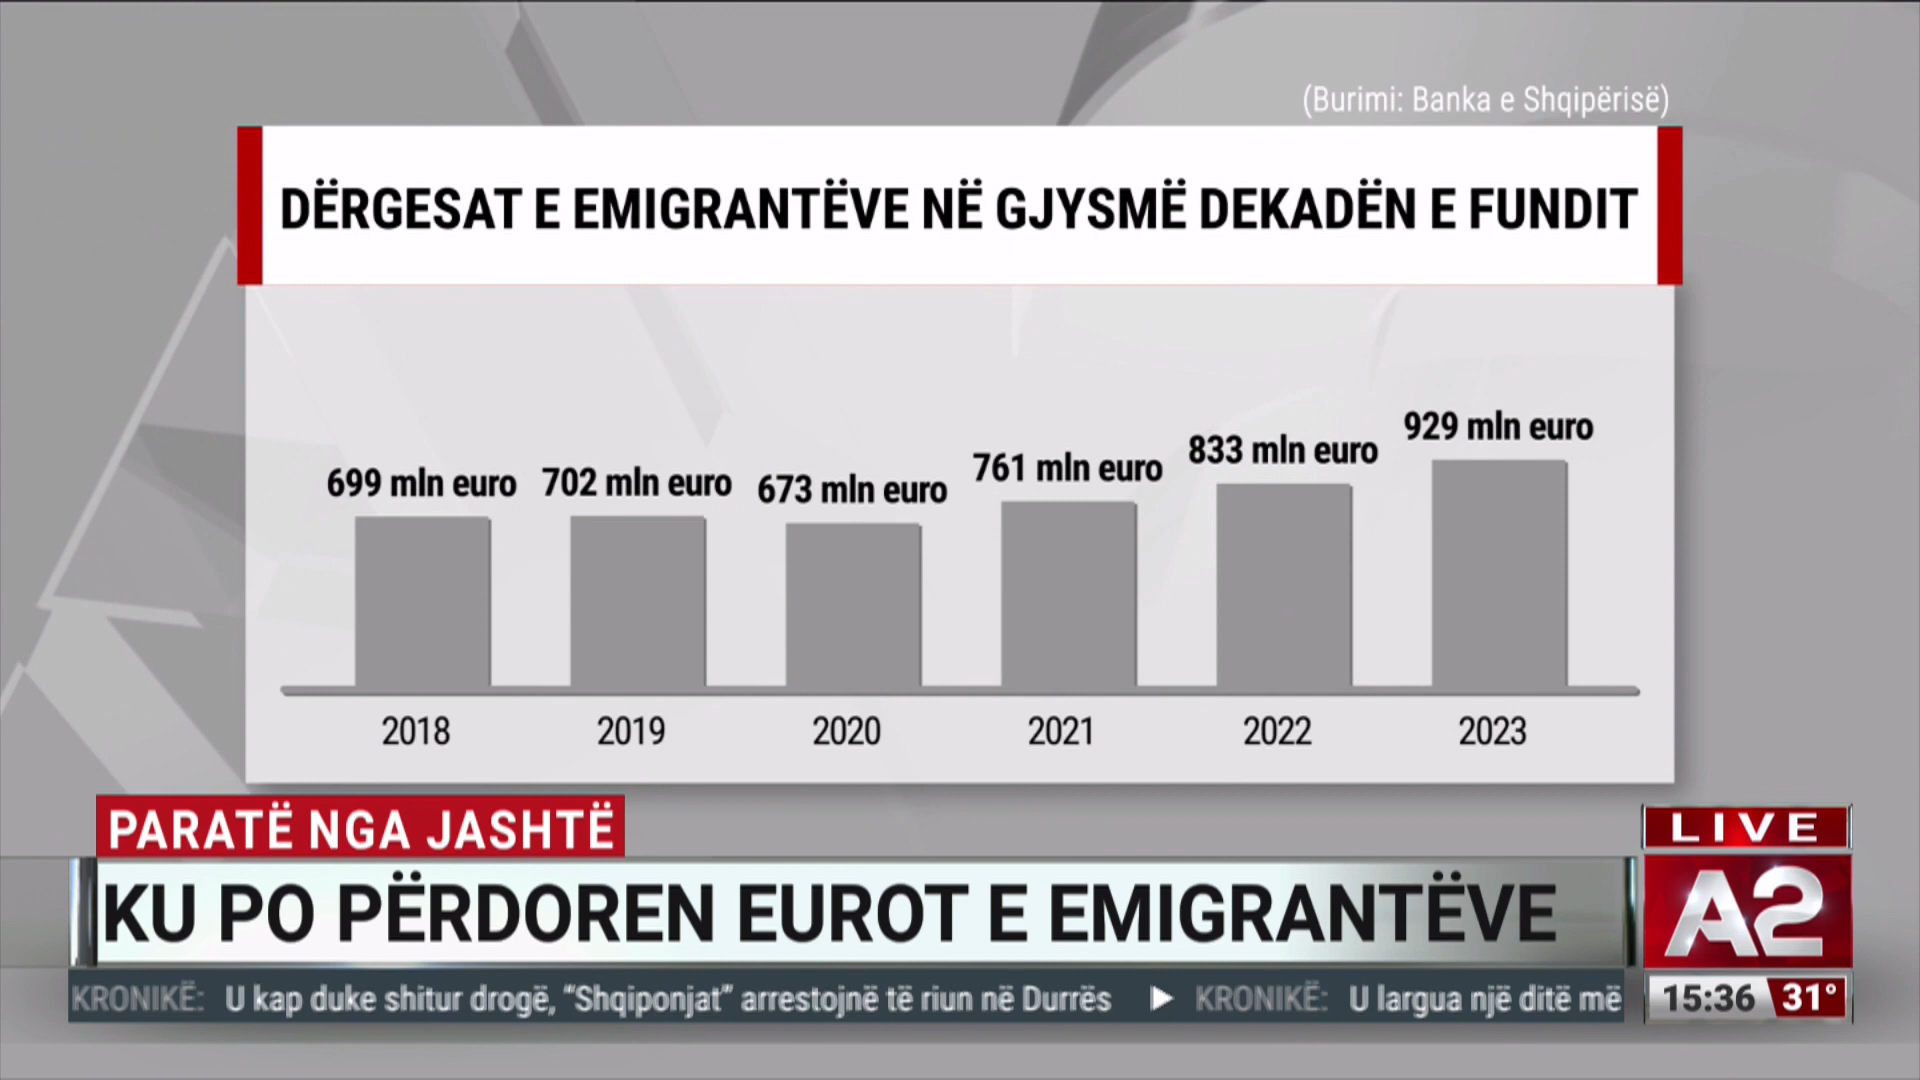 (Burimi: Banka e Shqipërisë)
DËRGESAT E EMIGRANTËVE NË GJYSMË DEKADËN E FUNDIT
699 mln euro 702 mln euro 673 mln euro 761 mln euro 833 mln euro 929 mln euro
2018 2019 2020 2021 2022 2023
PARATË NGA JASHTË
KU PO PËRDOREN EUROT E EMIGRANTËVE
LIVE
A2
KRONIKË: U kap duke shitur drogë, “Shqiponjat” arrestojnë të riun në Durrës ▶ KRONIKË: U largua një ditë më
15:36 31°